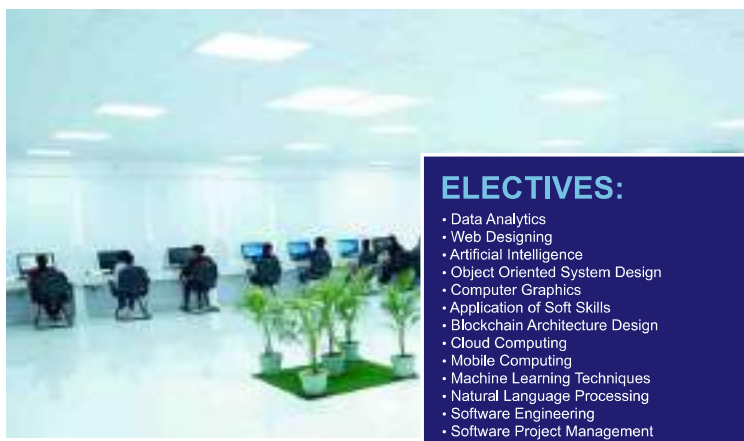 ELECTIVES:
• Data Analytics
• Web Designing
• Artificial Intelligence
• Object Oriented System Design
• Computer Graphics
• Application of Soft Skills
• Blockchain Architecture Design
• Cloud Computing
• Mobile Computing
• Machine Learning Techniques
• Natural Language Processing
• Software Engineering
• Software Project Management